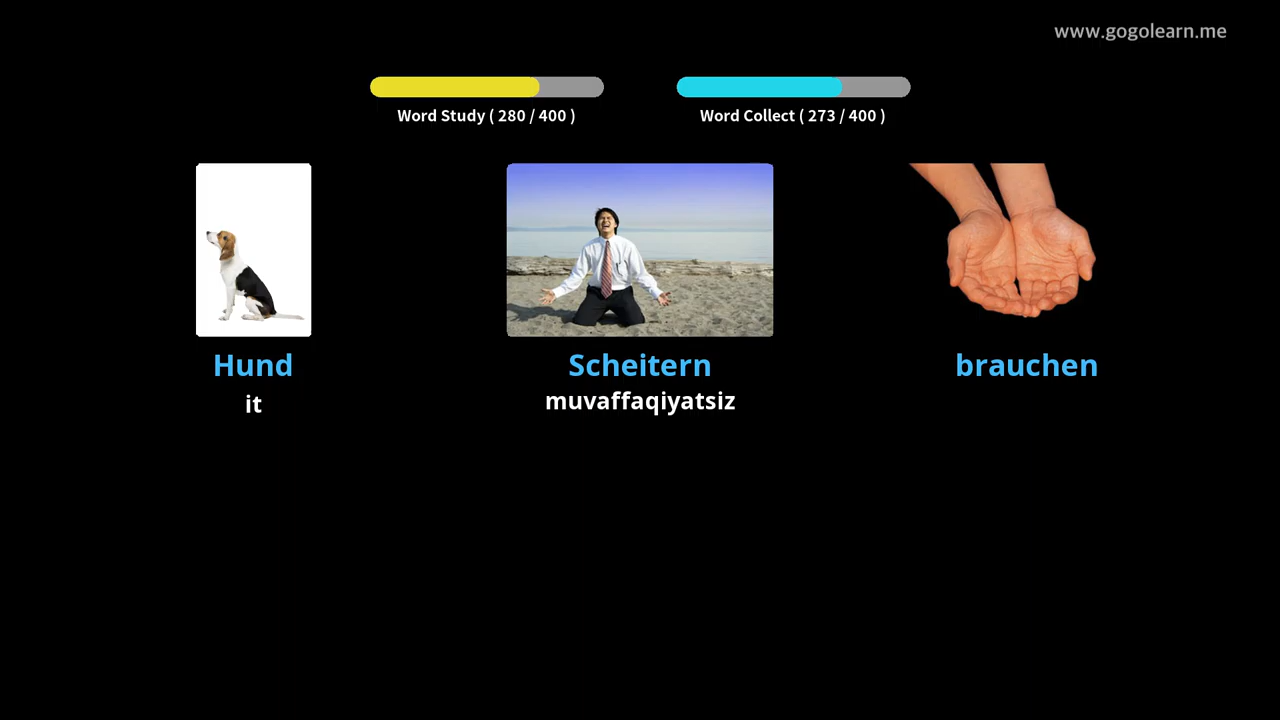 www.gogolearn.me
Word Study ( 280 / 400 )
Word Collect ( 273 / 400 )
Hund
it
Scheitern
muvaffaqiyatsiz
brauchen